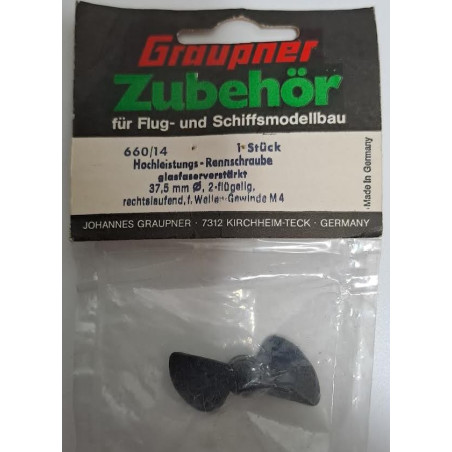 Graupner
Zubehör
für Flug- und Schiffsmodellbau
660/14 1 Stück
Hochleistungs-Rennschraube
glasfaserverstärkt
37,5 mm Ø, 2-flügelig,
rechtslaufend, f. Wellen-Gewinde M 4
Made in Germany
JOHANNES GRAUPNER · 7312 KIRCHHEIM-TECK · GERMANY